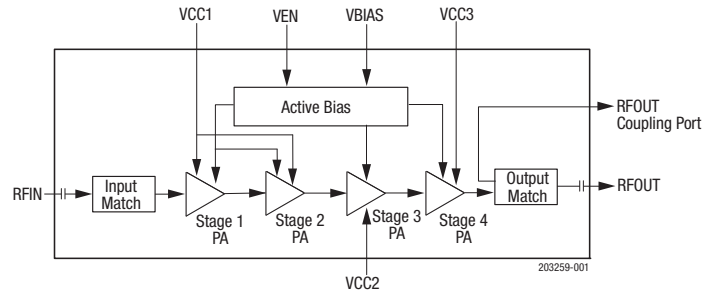 VCC1
VEN
VBIAS
VCC3
Active Bias
RFOUT
Coupling Port
RFIN
Input
Match
Output
Match
RFOUT
Stage 1
PA
Stage 2
PA
Stage 3
PA
Stage 4
PA
VCC2
203259-001